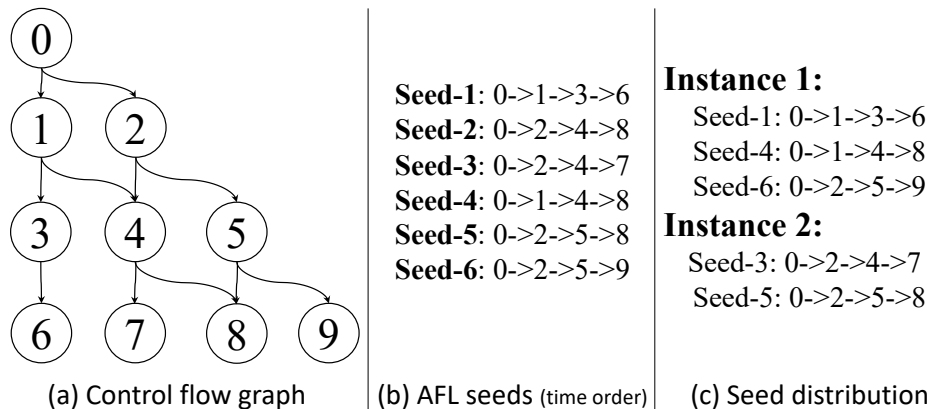 0
1 2
3 4 5
6 7 8 9
(a) Control flow graph
Seed-1: 0->1->3->6
Seed-2: 0->2->4->8
Seed-3: 0->2->4->7
Seed-4: 0->1->4->8
Seed-5: 0->2->5->8
Seed-6: 0->2->5->9
(b) AFL seeds (time order)
Instance 1:
Seed-1: 0->1->3->6
Seed-4: 0->1->4->8
Seed-6: 0->2->5->9
Instance 2:
Seed-3: 0->2->4->7
Seed-5: 0->2->5->8
(c) Seed distribution